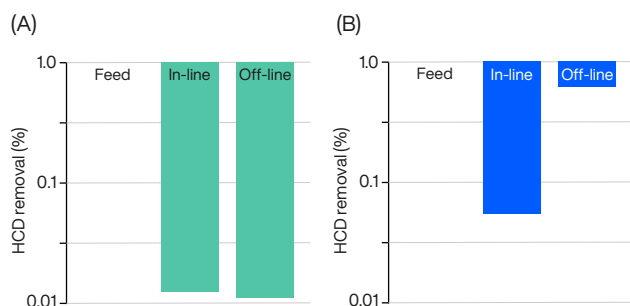 (A)
HCD removal (%)
1.0
0.1
0.01
Feed
In-line
Off-line
(B)
HCD removal (%)
1.0
0.1
0.01
Feed
In-line
Off-line